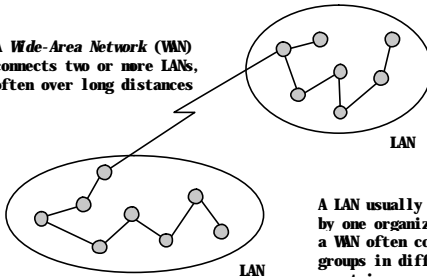 A Wide-Area Network (WAN)
connects two or more LANs,
often over long distances
LAN
A LAN usually
by one organiz
a WAN often co
groups in diff
LAN